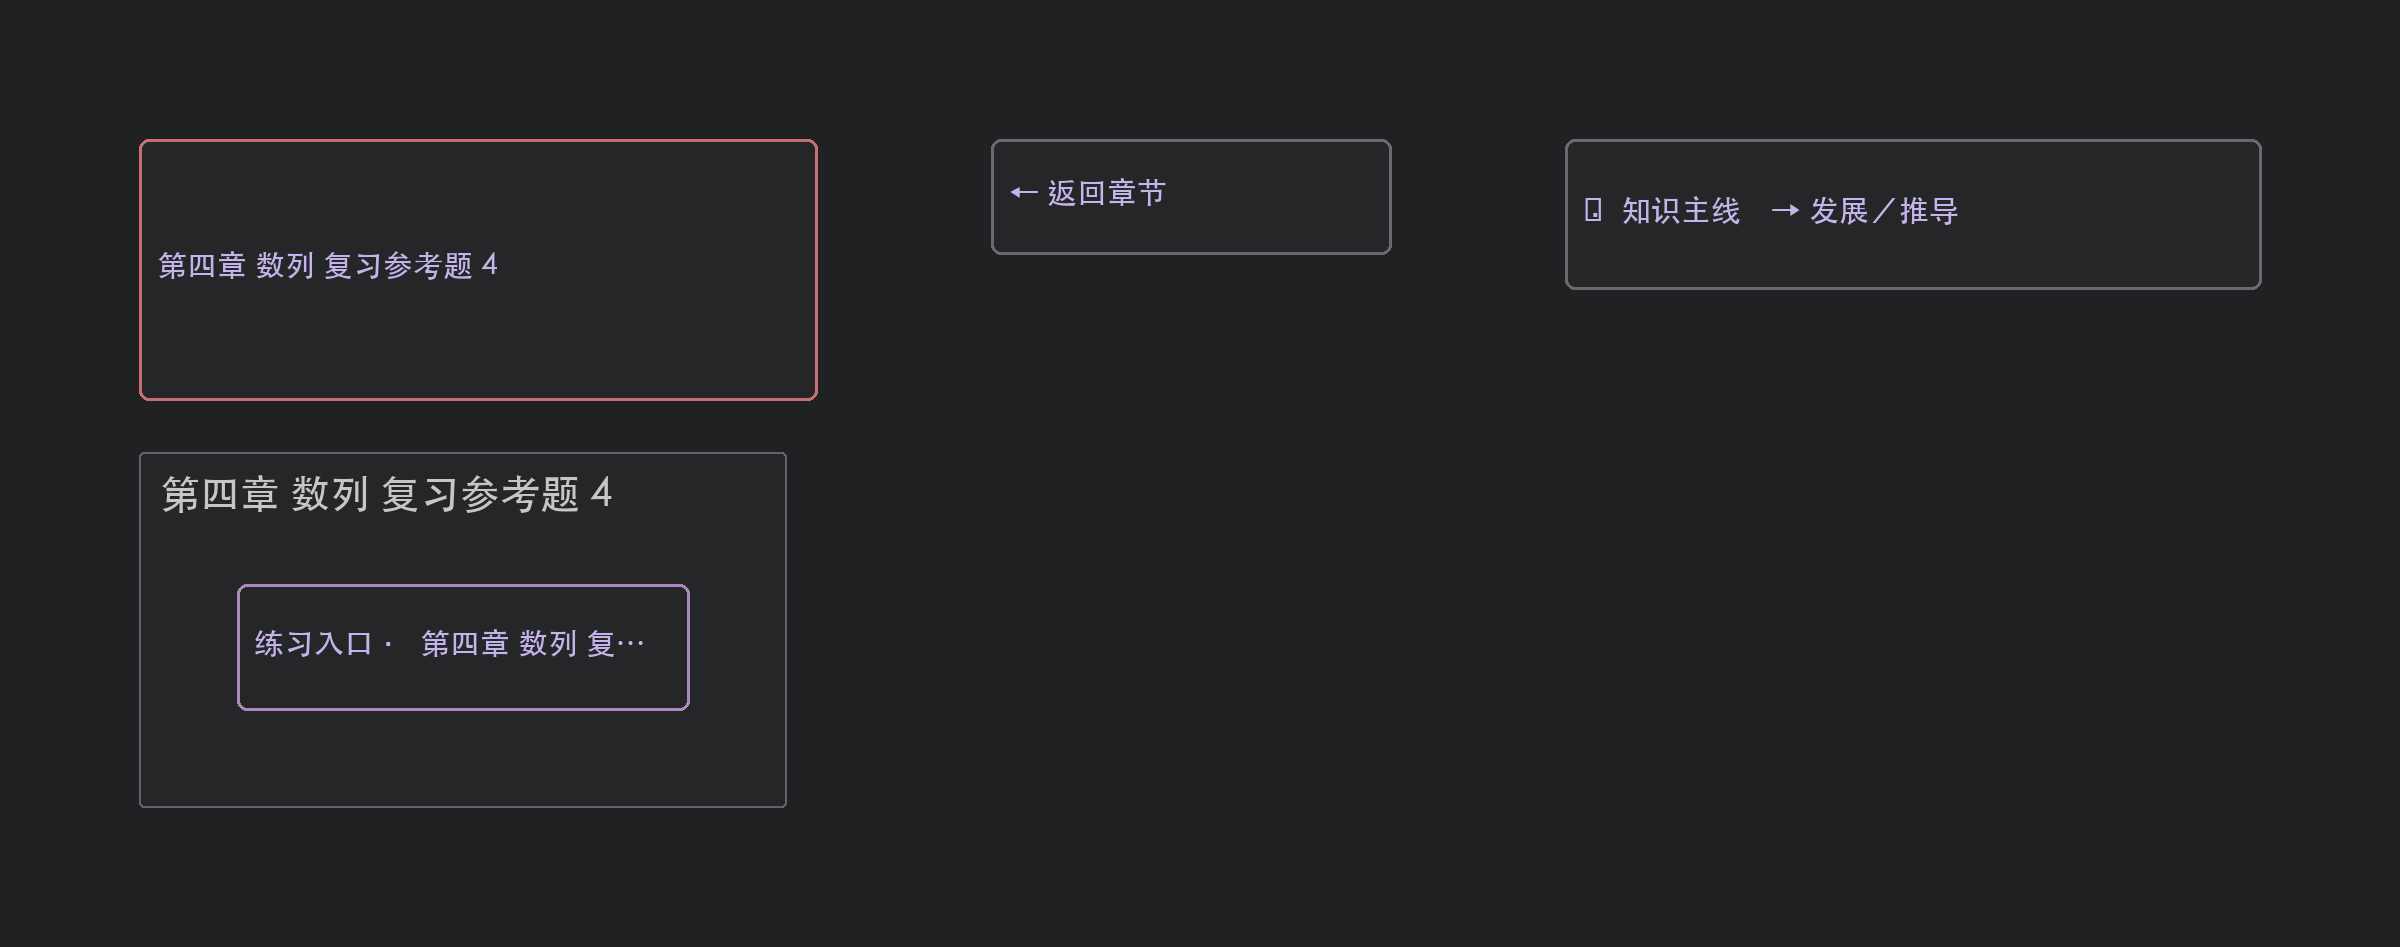 第四章 数列 复习参考题 4
← 返回章节
知识主线 → 发展／推导
第四章 数列 复习参考题 4
练习入口 · 第四章 数列 复…